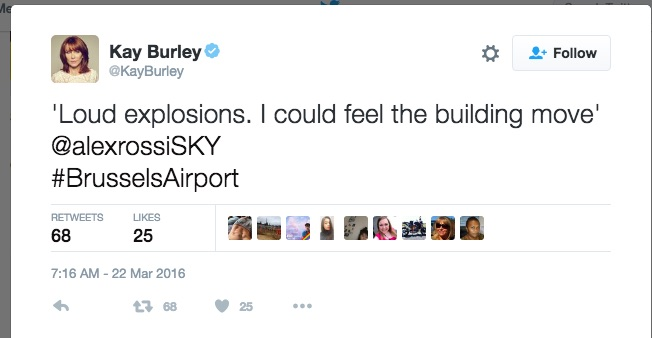 Kay Burley
@KayBurley
Follow
'Loud explosions. I could feel the building move'
@alexrossiSKY
#BrusselsAirport
RETWEETS LIKES
68 25
7:16 AM - 22 Mar 2016
68 25